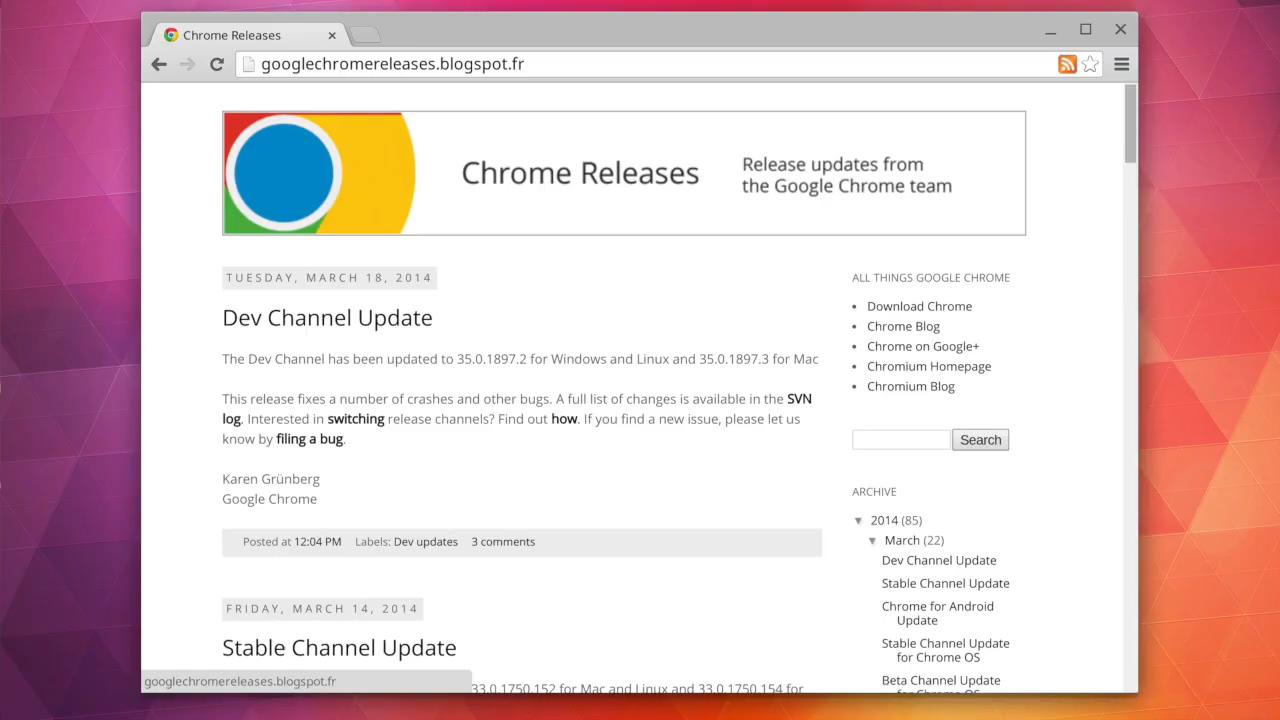 Chrome Releases
googlechromereleases.blogspot.fr
Chrome Releases
Release updates from
the Google Chrome team
TUESDAY, MARCH 18, 2014
Dev Channel Update
The Dev Channel has been updated to 35.0.1897.2 for Windows and Linux and 35.0.1897.3 for Mac
This release fixes a number of crashes and other bugs. A full list of changes is available in the SVN
log. Interested in switching release channels? Find out how. If you find a new issue, please let us
know by filing a bug.
Karen Grünberg
Google Chrome
Posted at 12:04 PM Labels: Dev updates 3 comments
FRIDAY, MARCH 14, 2014
Stable Channel Update
33.0.1750.152 for Mac and Linux and 33.0.1750.154 for
ALL THINGS GOOGLE CHROME
• Download Chrome
• Chrome Blog
• Chrome on Google+
• Chromium Homepage
• Chromium Blog
Search
ARCHIVE
▼ 2014 (85)
▼ March (22)
Dev Channel Update
Stable Channel Update
Chrome for Android
Update
Stable Channel Update
for Chrome OS
Beta Channel Update
for Chrome OS
googlechromereleases.blogspot.fr